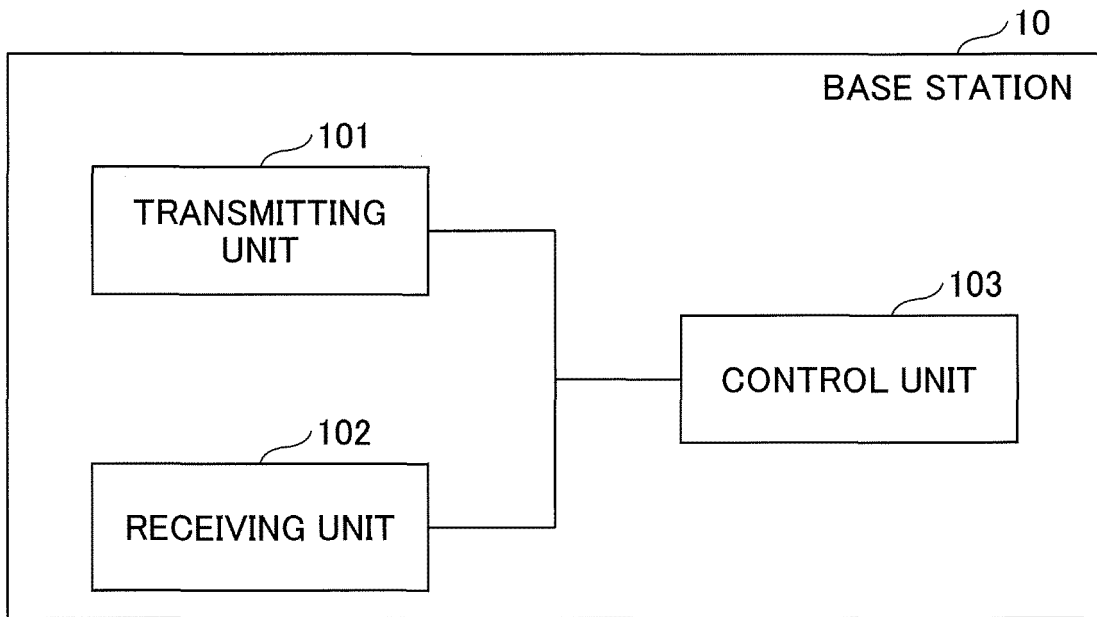 10
BASE STATION
101
TRANSMITTING
UNIT
103
CONTROL UNIT
102
RECEIVING UNIT